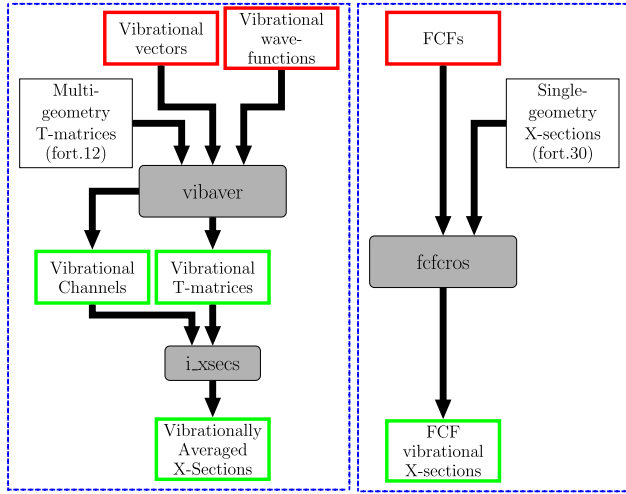 Vibrational
vectors
Vibrational
wave-
functions
Multi-
geometry
T-matrices
(fort.12)
vibaver
Vibrational
Channels
Vibrational
T-matrices
i_xsecs
Vibrationally
Averaged
X-Sections
FCFs
Single-
geometry
X-sections
(fort.30)
fcfcros
FCF
vibrational
X-sections